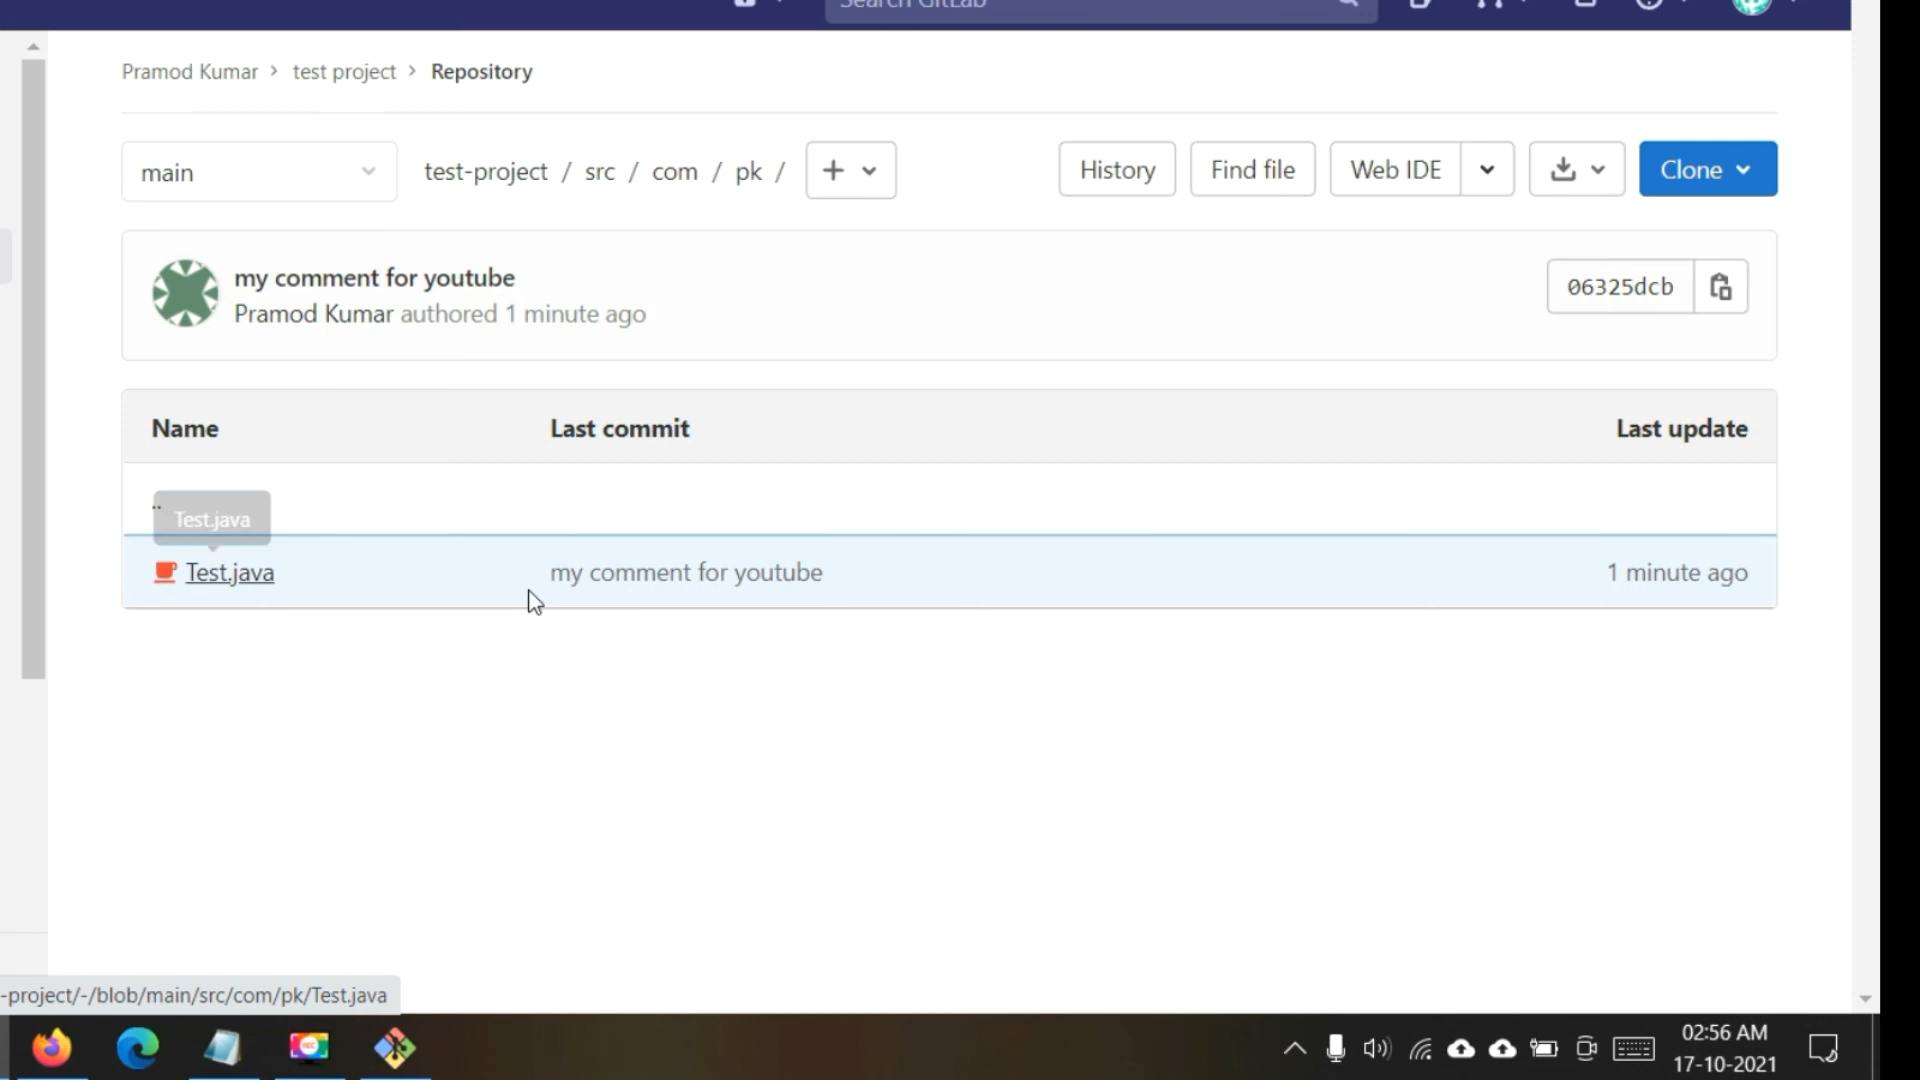 Search GitLab
Pramod Kumar > test project > Repository
main
test-project / src / com / pk /
+
History
Find file
Web IDE
Clone
my comment for youtube
Pramod Kumar authored 1 minute ago
06325dcb
Name Last commit Last update
..
Test.java
Test.java my comment for youtube 1 minute ago
-project/-/blob/main/src/com/pk/Test.java
02:56 AM
17-10-2021